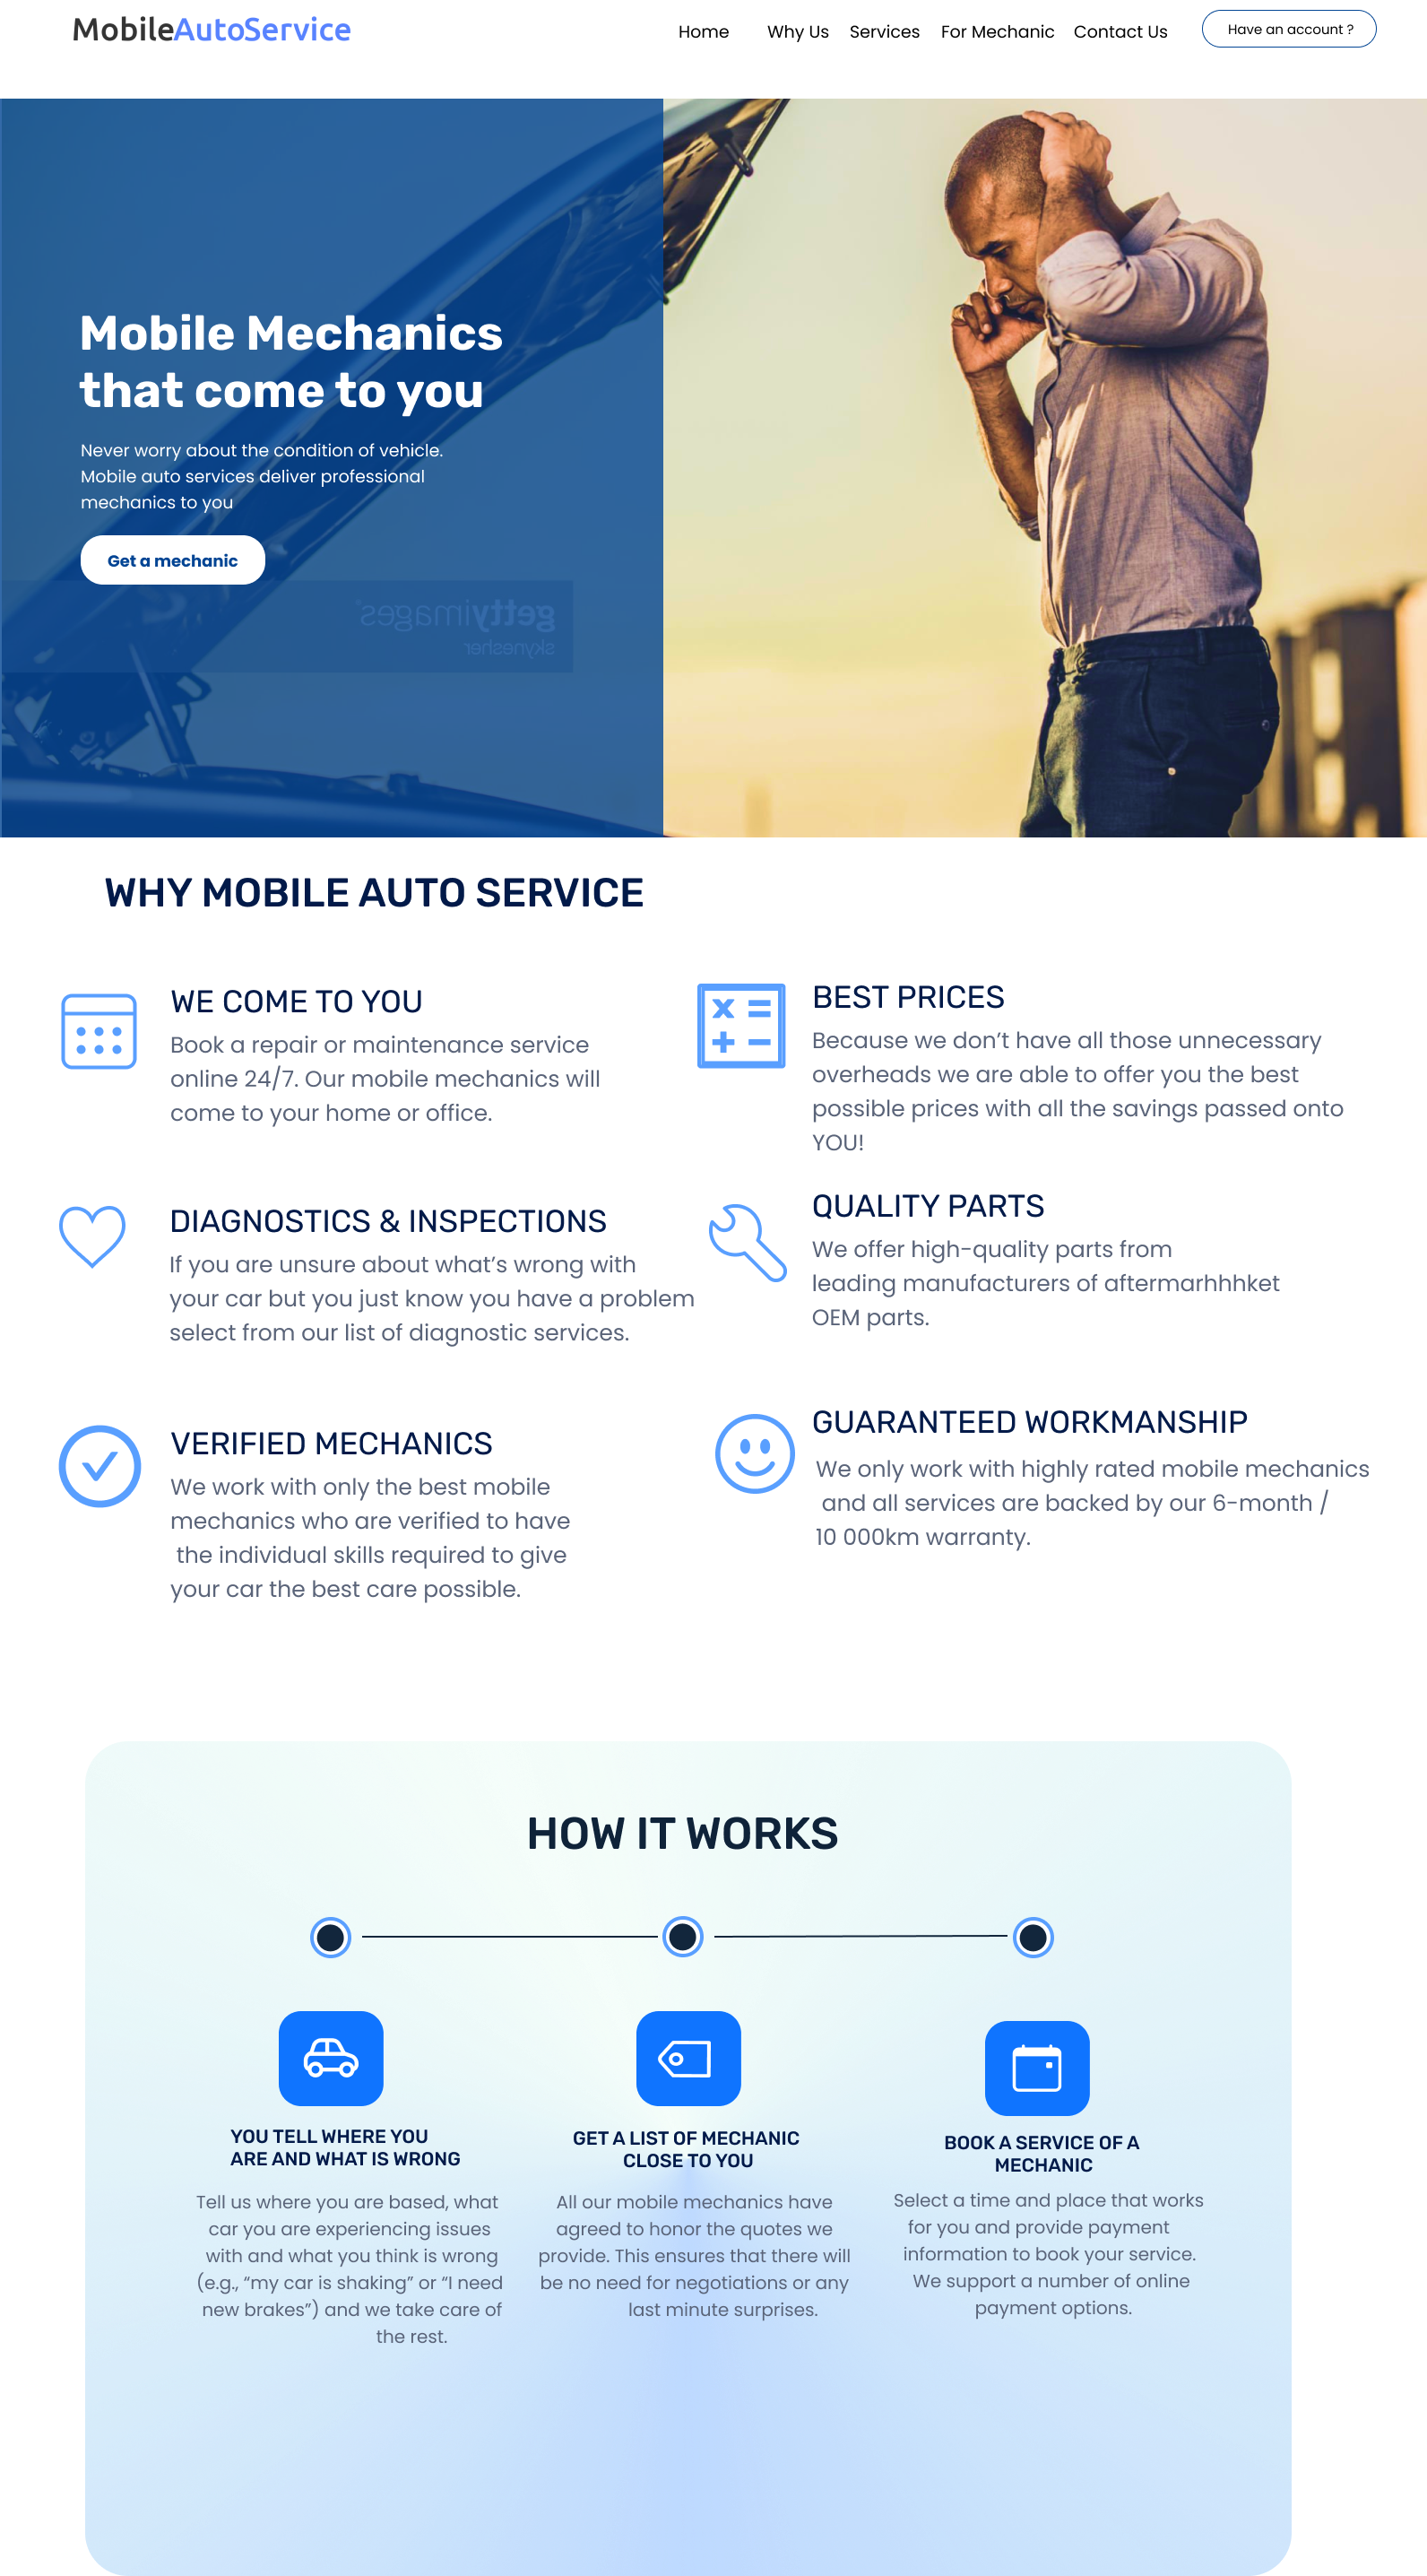 MobileAutoService
Home Why Us Services For Mechanic Contact Us Have an account ?
Mobile Mechanics
that come to you
Never worry about the condition of vehicle.
Mobile auto services deliver professional
mechanics to you
Get a mechanic
gettyimages
skynesher
WHY MOBILE AUTO SERVICE
WE COME TO YOU
Book a repair or maintenance service
online 24/7. Our mobile mechanics will
come to your home or office.
BEST PRICES
Because we don’t have all those unnecessary
overheads we are able to offer you the best
possible prices with all the savings passed onto
YOU!
DIAGNOSTICS & INSPECTIONS
If you are unsure about what’s wrong with
your car but you just know you have a problem
select from our list of diagnostic services.
QUALITY PARTS
We offer high-quality parts from
leading manufacturers of aftermarhhhket
OEM parts.
VERIFIED MECHANICS
We work with only the best mobile
mechanics who are verified to have
the individual skills required to give
your car the best care possible.
GUARANTEED WORKMANSHIP
We only work with highly rated mobile mechanics
and all services are backed by our 6-month /
10 000km warranty.
HOW IT WORKS
YOU TELL WHERE YOU
ARE AND WHAT IS WRONG
Tell us where you are based, what
car you are experiencing issues
with and what you think is wrong
(e.g., “my car is shaking” or “I need
new brakes”) and we take care of
the rest.
GET A LIST OF MECHANIC
CLOSE TO YOU
All our mobile mechanics have
agreed to honor the quotes we
provide. This ensures that there will
be no need for negotiations or any
last minute surprises.
BOOK A SERVICE OF A
MECHANIC
Select a time and place that works
for you and provide payment
information to book your service.
We support a number of online
payment options.